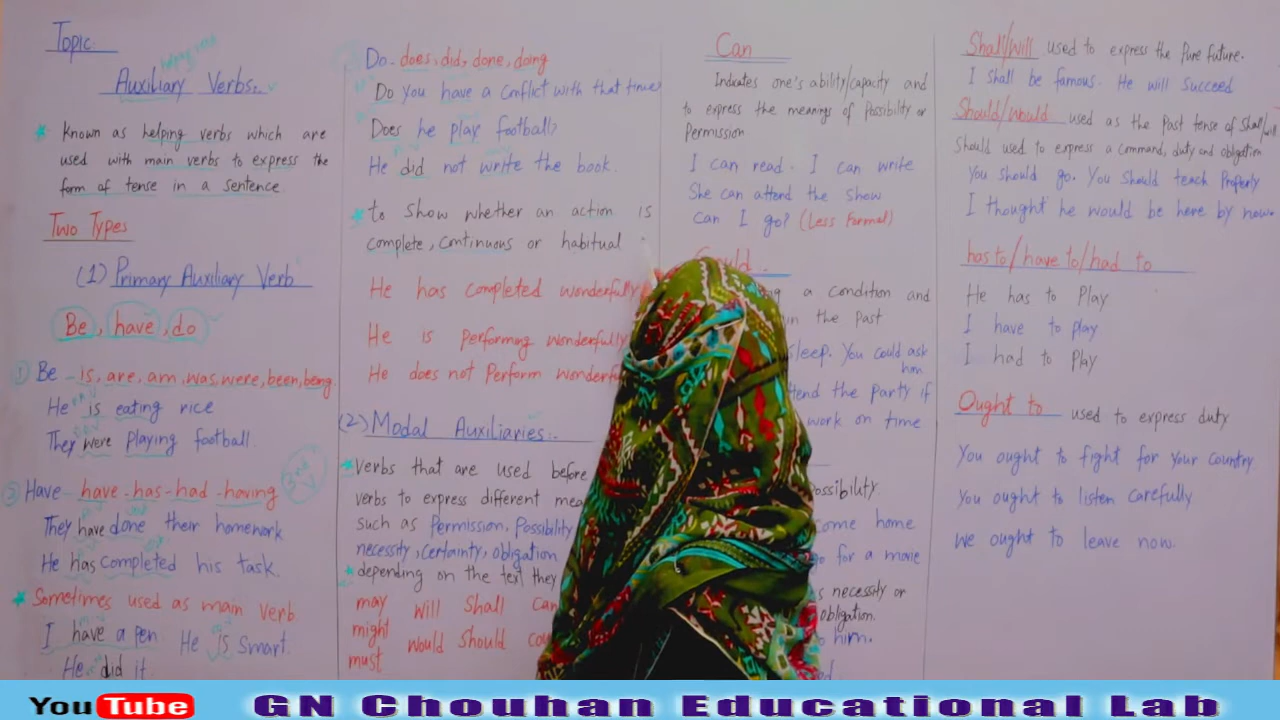 Topic
helping verb
Auxiliary Verbs.
* Known as helping verbs which are
used with main verbs to express the
form of tense in a sentence
Two Types
(1) Primary Auxiliary Verb
Be, have, do
① Be - is, are, am, was, were, been, being.
He is eating rice
They were playing football.
② Have - have - has - had - having
3rd V
They have done their homework
He has completed his task.
* Sometimes used as main verb.
I have a pen He is smart.
He did it
Do - does, did, done, doing
Do you have a conflict with that time?
Does he play football?
He did not write the book.
* to show whether an action is
complete, continuous or habitual
He has completed wonderfully
He is performing wonderfully
He does not perform
(2) Modal Auxiliaries:-
* verbs that are used before
verbs to express different
such as permission, possibility
necessity, certainty, obligation
* depending on the text they
may will shall can
might would should
must
Can
Indicates one's ability/capacity and
to express the meanings of possibility or
permission
I can read. I can write
She can attend the show
Can I go? (Less Formal)
Could.
a condition and
in the past
sleep. You could ask
him.
the party if
work on time
possibility.
come home
go for a movie
necessity or
obligation.
him.
Shall/will used to express the pure future.
I shall be famous. He will succeed
Should/would used as the past tense of shall/will
Should used to express a command, duty and obligation
You should go. You should teach properly
I thought he would be here by now
has to/have to/had to
He has to play
I have to play
I had to play
Ought to used to express duty
You ought to fight for your country
you ought to listen carefully
we ought to leave now.
YouTube GN Chouhan Educational Lab